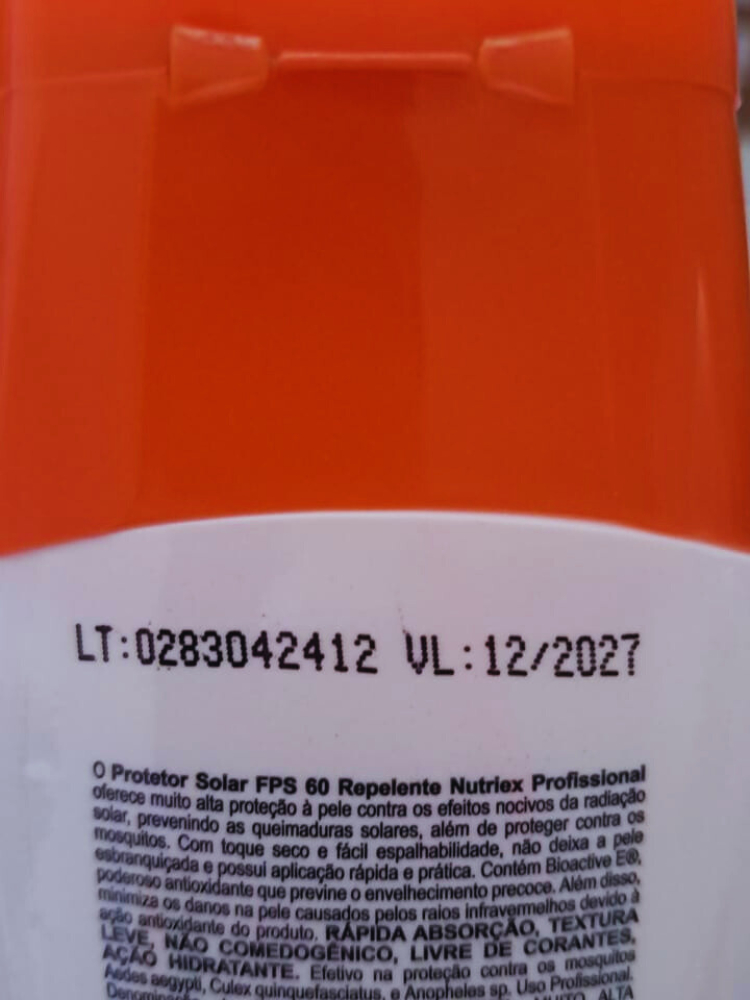 LT:0283042412 VL:12/2027
O Protetor Solar FPS 60 Repelente Nutriex Profissional
oferece muito alta proteção à pele contra os efeitos nocivos da radiação
solar, prevenindo as queimaduras solares, além de proteger contra os
mosquitos. Com toque seco e fácil espalhabilidade, não deixa a pele
esbranquiçada e possui aplicação rápida e prática. Contém Bioactive E®,
poderoso antioxidante que previne o envelhecimento precoce. Além disso,
minimiza os danos na pele causados pelos raios infravermelhos devido à
ação antioxidante do produto. RÁPIDA ABSORÇÃO, TEXTURA
LEVE, NÃO COMEDOGÊNICO, LIVRE DE CORANTES,
AÇÃO HIDRATANTE. Efetivo na proteção contra os mosquitos
Aedes aegypti, Culex quinquefasciatus, e Anopheles sp. Uso Profissional.
ALTA